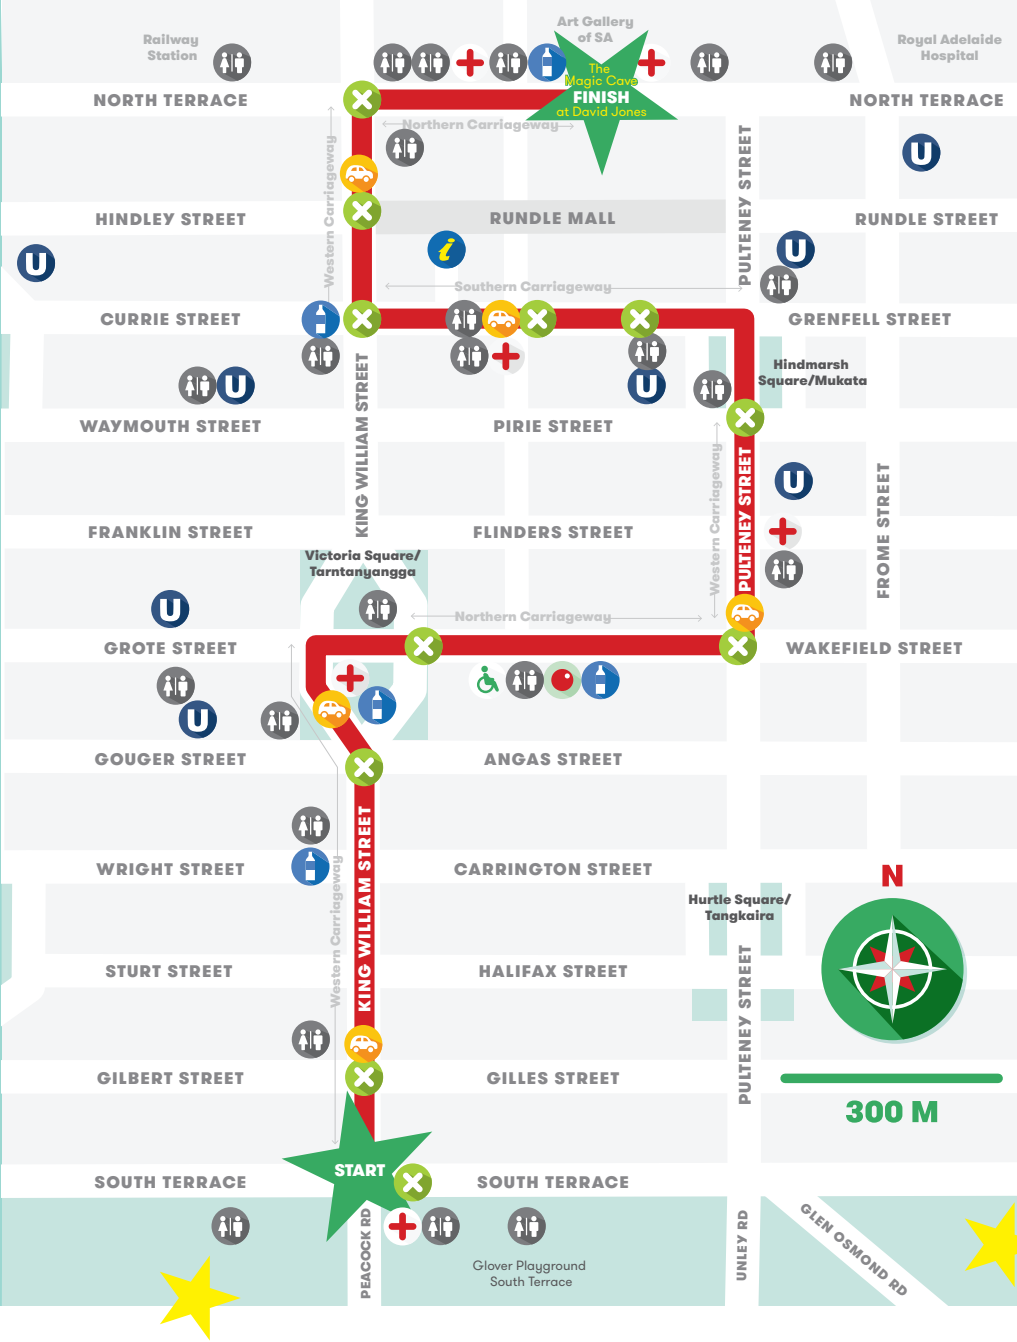 Art Gallery
of SA
Railway
Station
Royal Adelaide
Hospital
The
Magic Cave
FINISH
at David Jones
NORTH TERRACE
NORTH TERRACE
Northern Carriageway
Western Carriageway
PULTENEY STREET
U
HINDLEY STREET
RUNDLE MALL
RUNDLE STREET
U
i
U
Southern Carriageway
CURRIE STREET
GRENFELL STREET
KING WILLIAM STREET
Hindmarsh
Square/Mukata
U
U
WAYMOUTH STREET
PIRIE STREET
Western Carriageway
PULTENEY STREET
U
FROME STREET
FRANKLIN STREET
FLINDERS STREET
Victoria Square/
Tarntanyangga
U
Northern Carriageway
GROTE STREET
WAKEFIELD STREET
U
GOUGER STREET
ANGAS STREET
KING WILLIAM STREET
Western Carriageway
WRIGHT STREET
CARRINGTON STREET
N
Hurtle Square/
Tangkaira
STURT STREET
HALIFAX STREET
PULTENEY STREET
GILBERT STREET
GILLES STREET
300 M
START
SOUTH TERRACE
SOUTH TERRACE
PEACOCK RD
UNLEY RD
GLEN OSMOND RD
Glover Playground
South Terrace